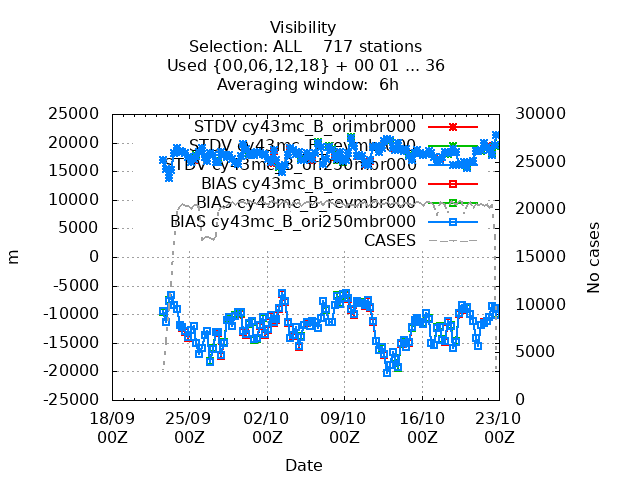 Visibility
Selection: ALL    717 stations
Used {00,06,12,18} + 00 01 ... 36
Averaging window:  6h
25000
20000
15000
10000
5000
0
-5000
-10000
-15000
-20000
-25000
m
STDV cy43mc_B_orimbr000
STDV cy43mc_B_revmbr000
STDV cy43mc_B_ori250mbr000
BIAS cy43mc_B_orimbr000
BIAS cy43mc_B_revmbr000
BIAS cy43mc_B_ori250mbr000
CASES
30000
25000
20000
15000
10000
5000
0
No cases
18/09 25/09 02/10 09/10 16/10 23/10
00Z 00Z 00Z 00Z 00Z 00Z
Date